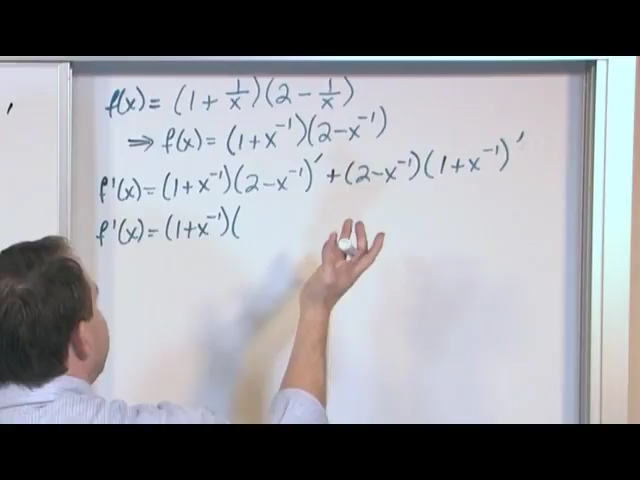 f(x) = (1 + 1/x)(2 - 1/x)
⇒ f(x) = (1+x⁻¹)(2-x⁻¹)
f'(x) = (1+x⁻¹)(2-x⁻¹)' + (2-x⁻¹)(1+x⁻¹)'
f'(x) = (1+x⁻¹)(